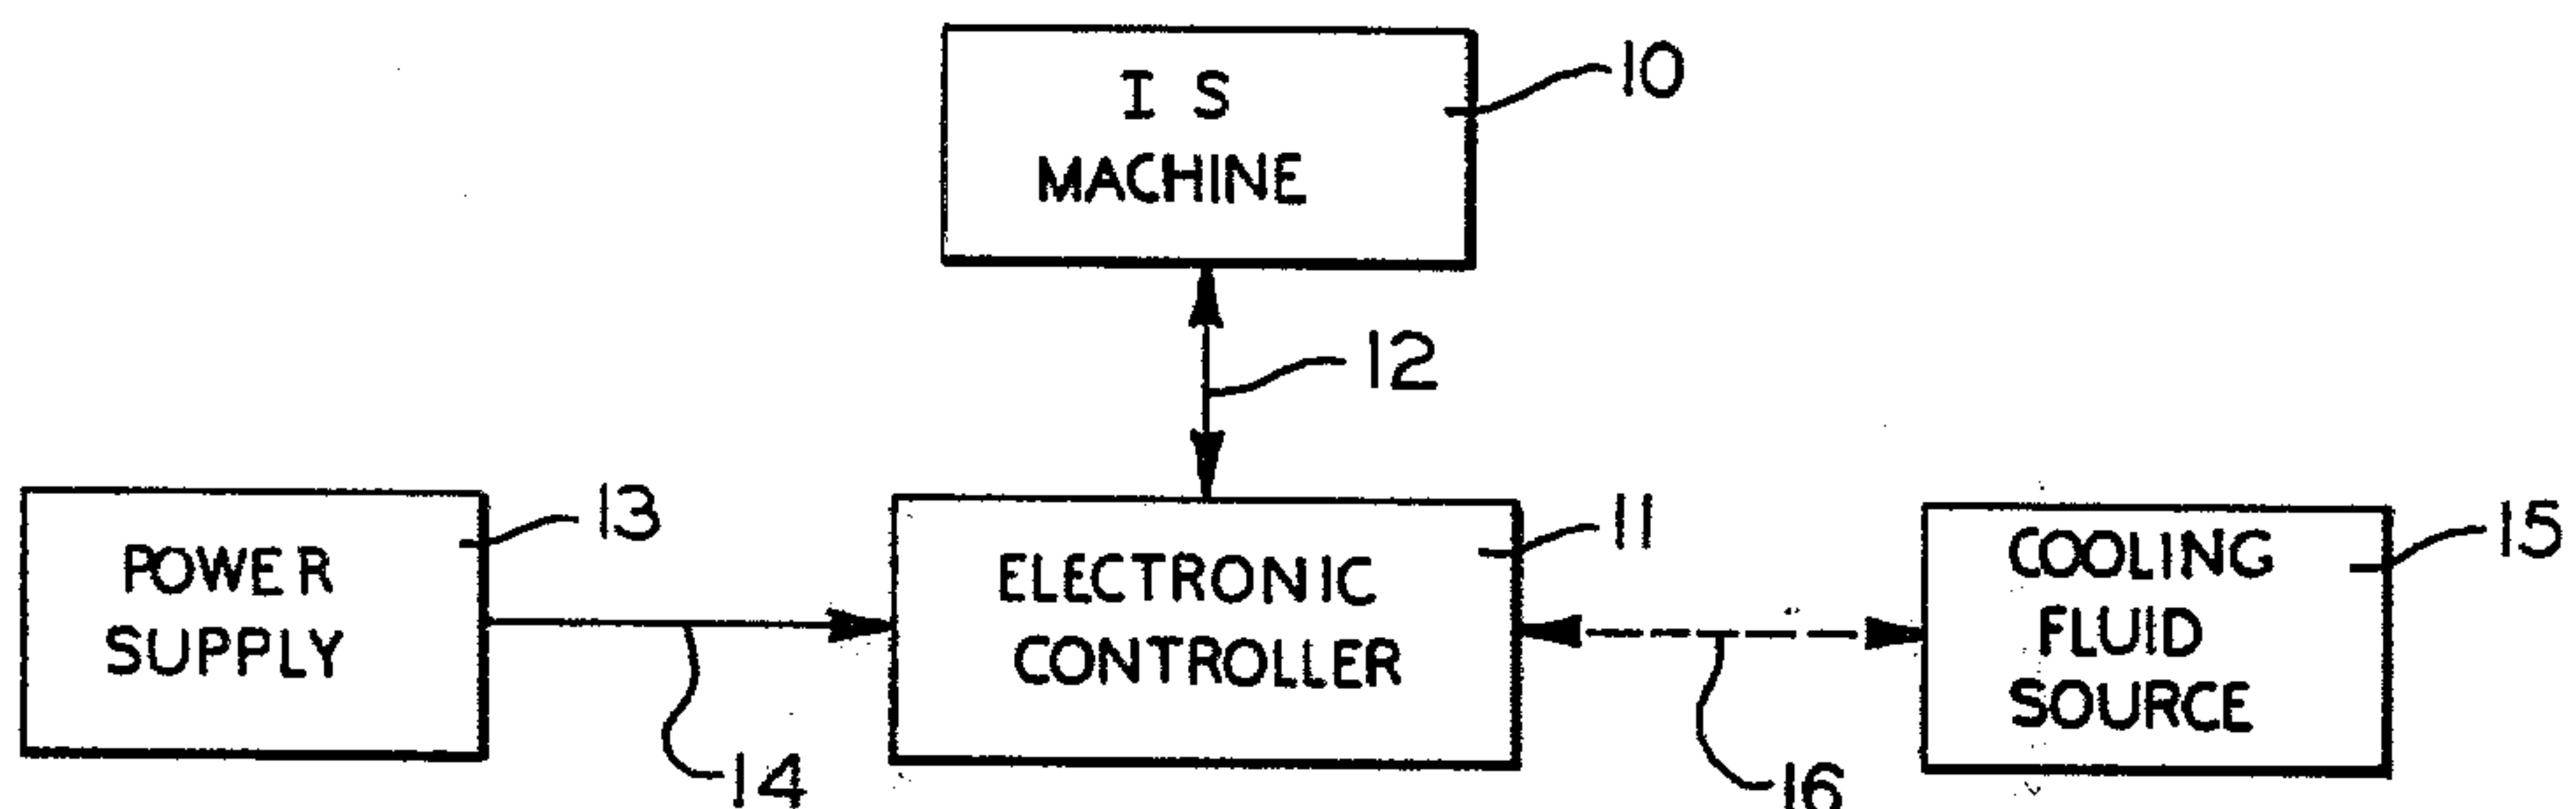 I S
MACHINE
10
12
POWER
SUPPLY
13
14
ELECTRONIC
CONTROLLER
11
COOLING
FLUID
SOURCE
15
16